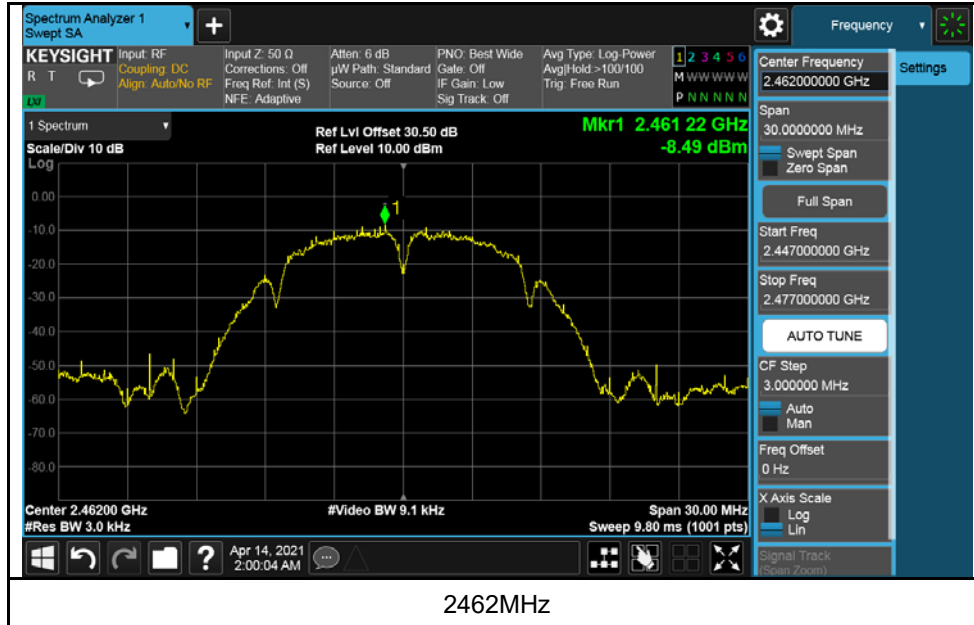 Spectrum Analyzer 1
Swept SA
+
Frequency
KEYSIGHT
R T
LXI
Input: RF
Coupling: DC
Align: Auto/No RF
Input Z: 50 Ω
Corrections: Off
Freq Ref: Int (S)
NFE: Adaptive
Atten: 6 dB
µW Path: Standard
Source: Off
PNO: Best Wide
Gate: Off
IF Gain: Low
Sig Track: Off
Avg Type: Log-Power
Avg|Hold:>100/100
Trig: Free Run
1 2 3 4 5 6
M W W W W W
P N N N N N
1 Spectrum
Scale/Div 10 dB
Log
Ref Lvl Offset 30.50 dB
Ref Level 10.00 dBm
Mkr1 2.461 22 GHz
-8.49 dBm
1
0.00
-10.0
-20.0
-30.0
-40.0
-50.0
-60.0
-70.0
-80.0
Center 2.46200 GHz
#Res BW 3.0 kHz
#Video BW 9.1 kHz
Span 30.00 MHz
Sweep 9.80 ms (1001 pts)
?
Apr 14, 2021
2:00:04 AM
Center Frequency
2.462000000 GHz
Span
30.0000000 MHz
Swept Span
Zero Span
Full Span
Start Freq
2.447000000 GHz
Stop Freq
2.477000000 GHz
AUTO TUNE
CF Step
3.000000 MHz
Auto
Man
Freq Offset
0 Hz
X Axis Scale
Log
Lin
Signal Track
(Span Zoom)
Settings
2462MHz